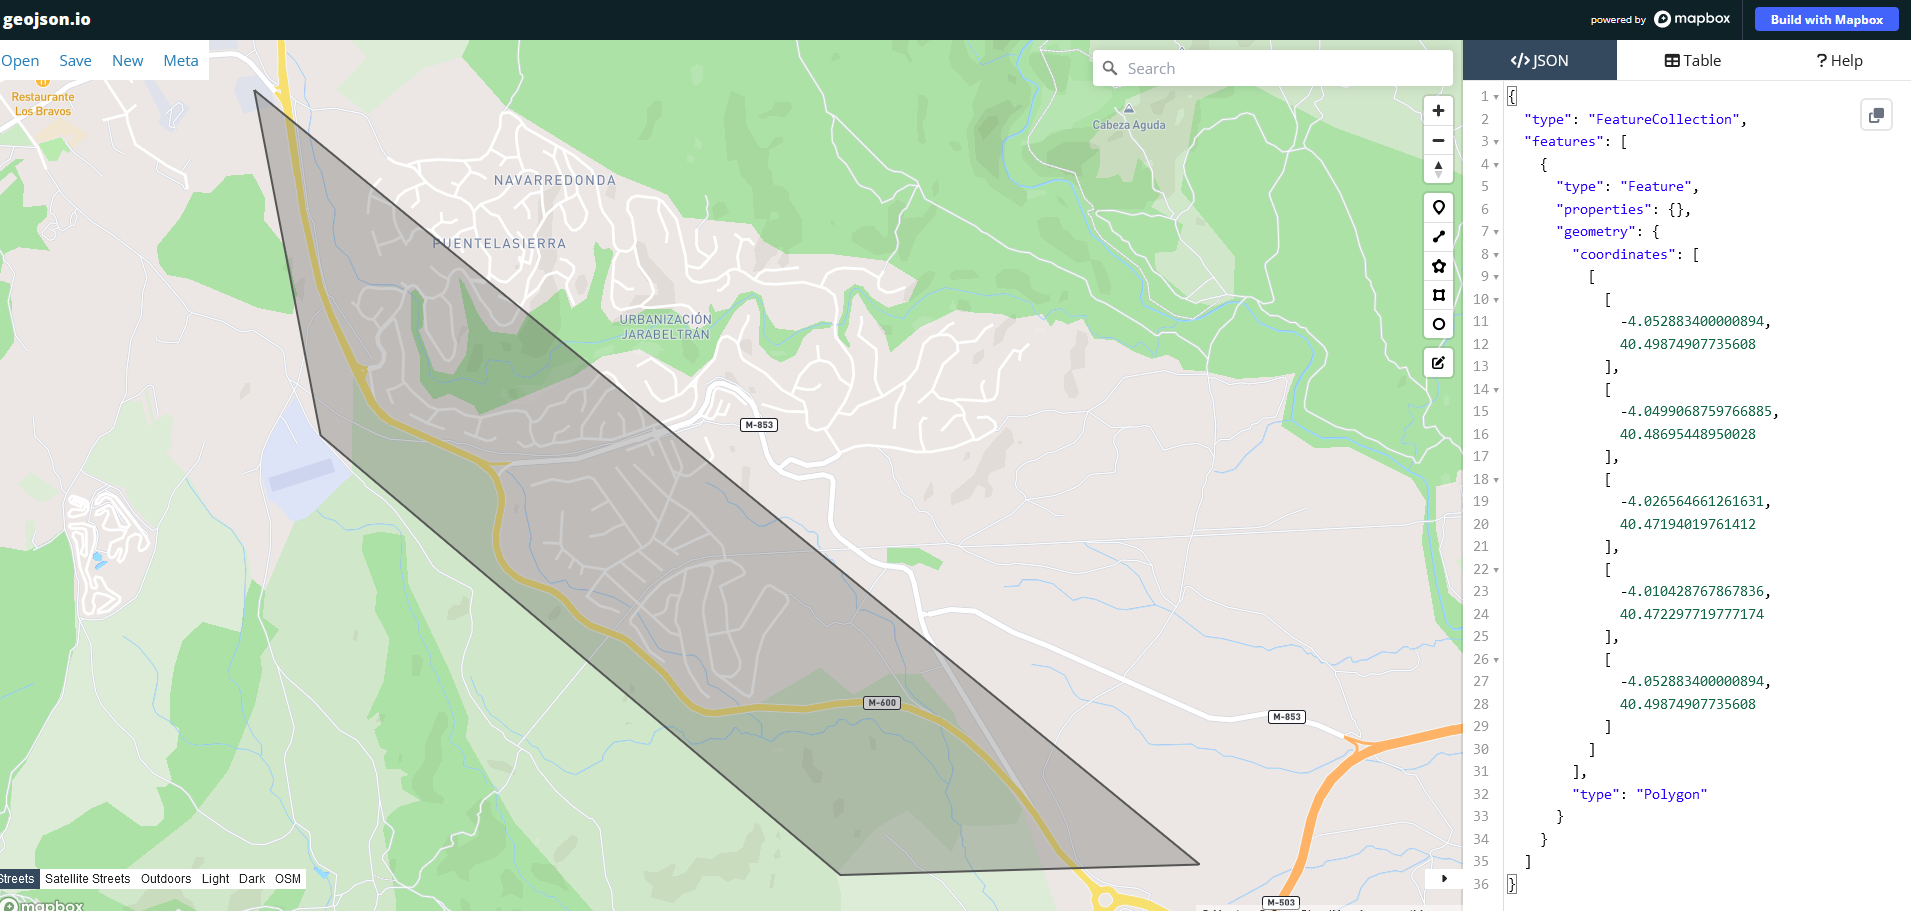 geojson.io
powered by mapbox
Build with Mapbox
Open Save New Meta
Search
JSON Table Help
Restaurante
Los Bravos
NAVARREDONDA
PUENTELASIERRA
URBANIZACIÓN
JARABELTRÁN
Cabeza Aguda
M-853
M-600
M-853
M-503
Streets Satellite Streets Outdoors Light Dark OSM
mapbox
1 {
2 "type": "FeatureCollection",
3 "features": [
4 {
5 "type": "Feature",
6 "properties": {},
7 "geometry": {
8 "coordinates": [
9 [
10 [
11 -4.052883400000894,
12 40.49874907735608
13 ],
14 [
15 -4.0499068759766885,
16 40.48695448950028
17 ],
18 [
19 -4.026564661261631,
20 40.47194019761412
21 ],
22 [
23 -4.010428767867836,
24 40.472297719777174
25 ],
26 [
27 -4.052883400000894,
28 40.49874907735608
29 ]
30 ]
31 ],
32 "type": "Polygon"
33 }
34 }
35 ]
36 }